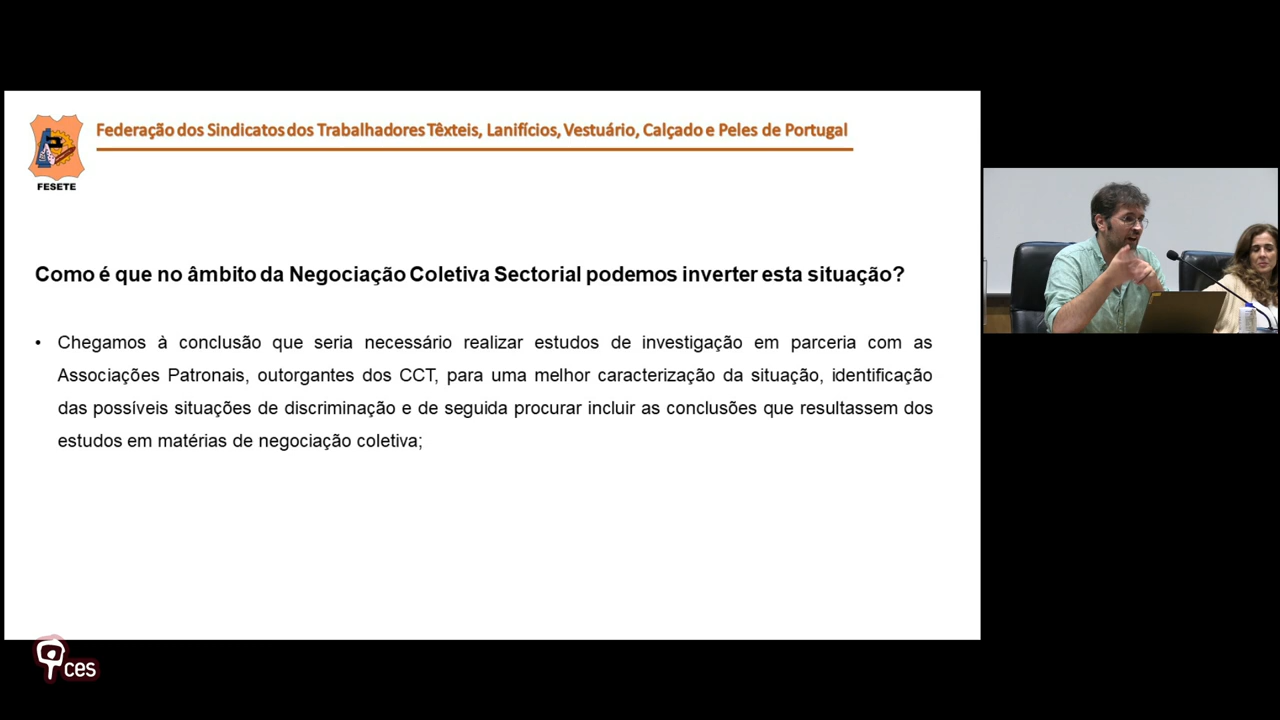 Federação dos Sindicatos dos Trabalhadores Têxteis, Lanifícios, Vestuário, Calçado e Peles de Portugal
FESETE
Como é que no âmbito da Negociação Coletiva Sectorial podemos inverter esta situação?
• Chegamos à conclusão que seria necessário realizar estudos de investigação em parceria com as
Associações Patronais, outorgantes dos CCT, para uma melhor caracterização da situação, identificação
das possíveis situações de discriminação e de seguida procurar incluir as conclusões que resultassem dos
estudos em matérias de negociação coletiva;
ces